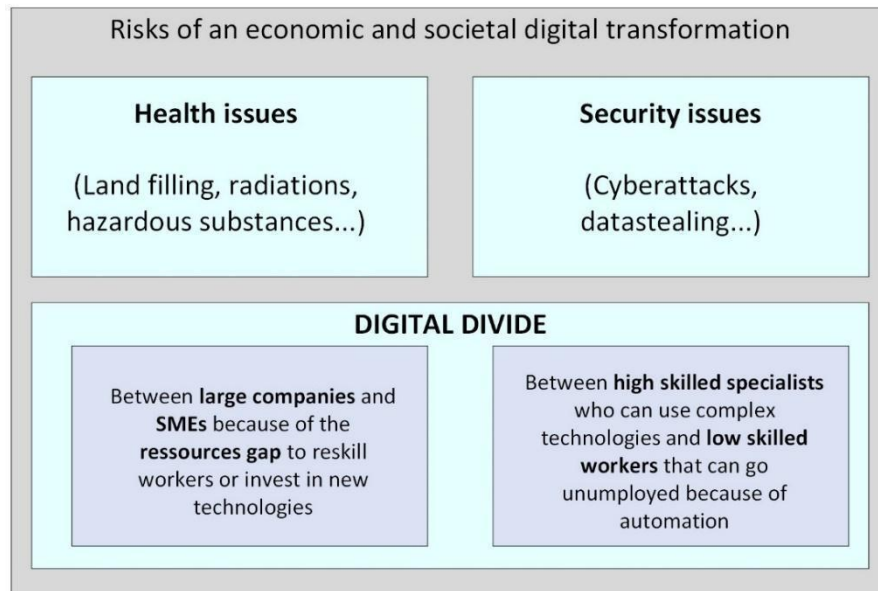 Risks of an economic and societal digital transformation
Health issues
(Land filling, radiations,
hazardous substances...)
Security issues
(Cyberattacks,
datastealing...)
DIGITAL DIVIDE
Between large companies and
SMEs because of the
ressources gap to reskill
workers or invest in new
technologies
Between high skilled specialists
who can use complex
technologies and low skilled
workers that can go
unumployed because of
automation